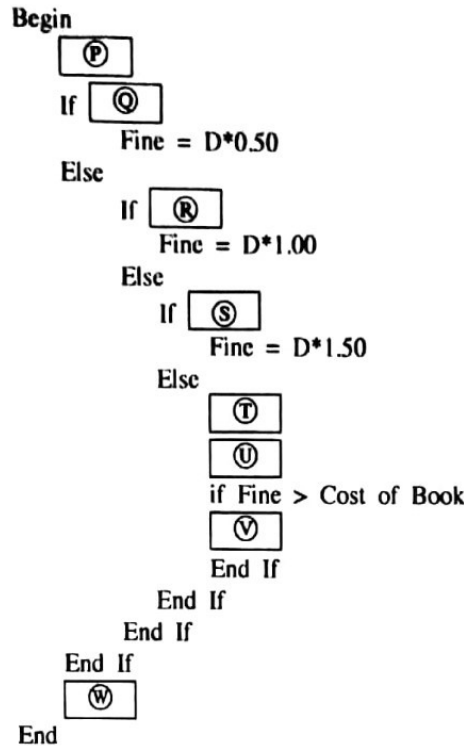 Begin
Ⓟ
If Ⓠ
Fine = D*0.50
Else
If Ⓡ
Fine = D*1.00
Else
If Ⓢ
Fine = D*1.50
Else
Ⓣ
Ⓤ
if Fine > Cost of Book
Ⓥ
End If
End If
End If
End If
Ⓦ
End